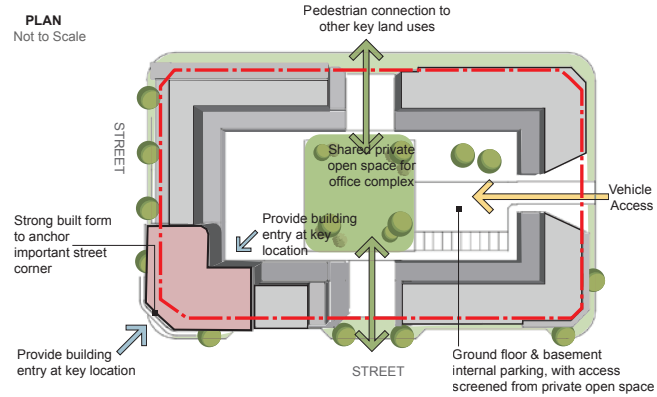 PLAN
Not to Scale
Pedestrian connection to
other key land uses
STREET
Shared private
open space for
office complex
Vehicle
Access
Strong built form
to anchor
important street
corner
Provide building
entry at key
location
Provide building
entry at key location
STREET
Ground floor & basement
internal parking, with access
screened from private open space